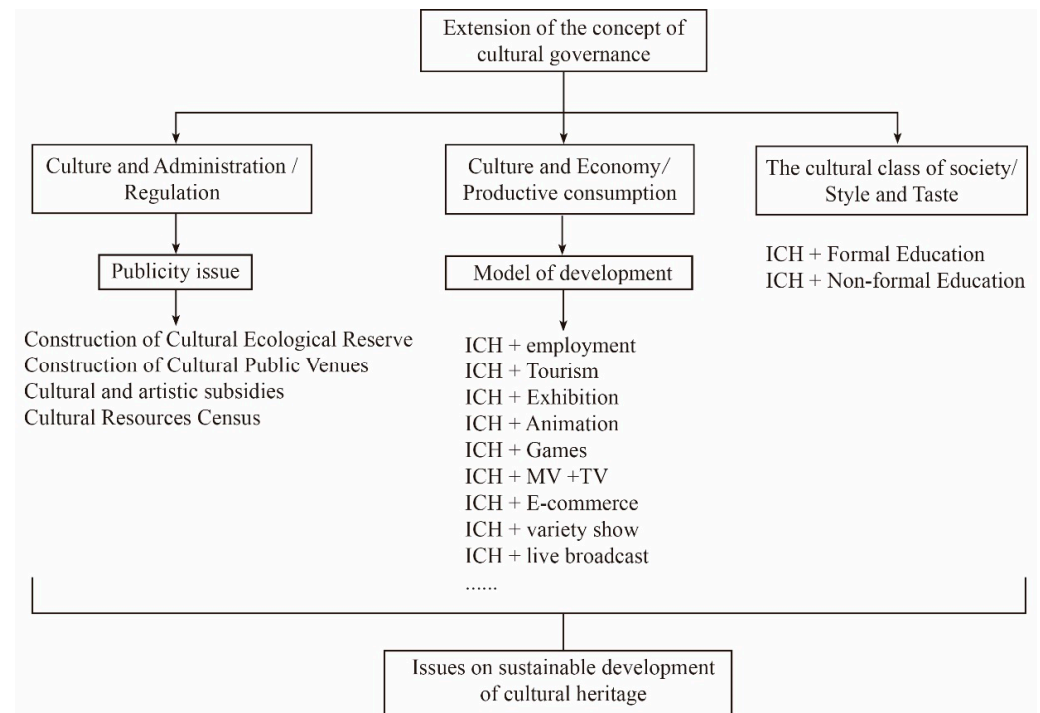 Extension of the concept of
cultural governance
Culture and Administration /
Regulation
Publicity issue
Construction of Cultural Ecological Reserve
Construction of Cultural Public Venues
Cultural and artistic subsidies
Cultural Resources Census
Culture and Economy/
Productive consumption
Model of development
ICH + employment
ICH + Tourism
ICH + Exhibition
ICH + Animation
ICH + Games
ICH + MV +TV
ICH + E-commerce
ICH + variety show
ICH + live broadcast
......
The cultural class of society/
Style and Taste
ICH + Formal Education
ICH + Non-formal Education
Issues on sustainable development
of cultural heritage